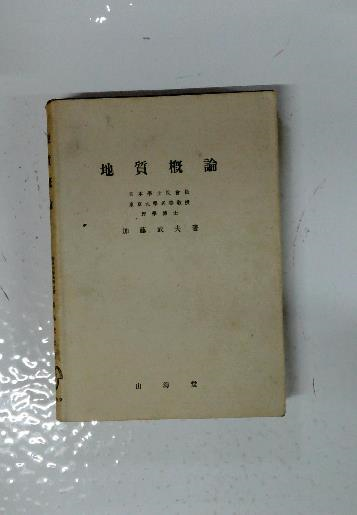 地質概論
日本學士院會員
東京大學名譽教授
理學博士
加藤武夫著
山海堂